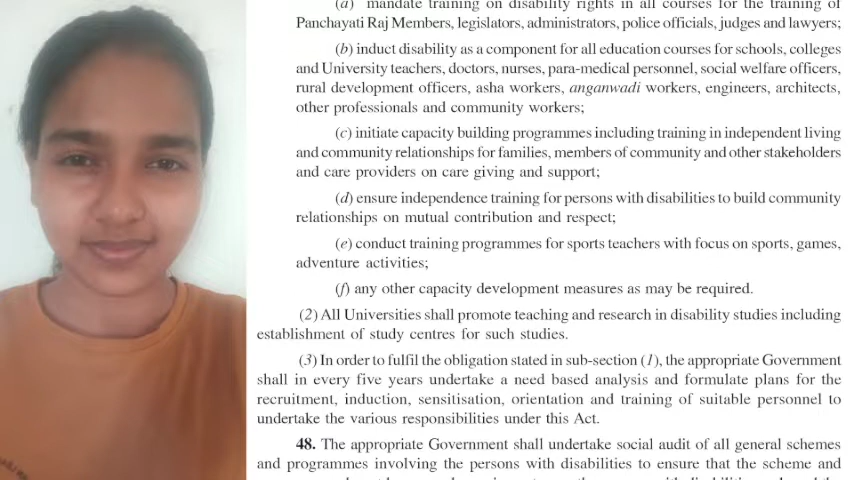 (a) mandate training on disability rights in all courses for the training of
Panchayati Raj Members, legislators, administrators, police officials, judges and lawyers;
(b) induct disability as a component for all education courses for schools, colleges
and University teachers, doctors, nurses, para-medical personnel, social welfare officers,
rural development officers, asha workers, anganwadi workers, engineers, architects,
other professionals and community workers;
(c) initiate capacity building programmes including training in independent living
and community relationships for families, members of community and other stakeholders
and care providers on care giving and support;
(d) ensure independence training for persons with disabilities to build community
relationships on mutual contribution and respect;
(e) conduct training programmes for sports teachers with focus on sports, games,
adventure activities;
(f) any other capacity development measures as may be required.
(2) All Universities shall promote teaching and research in disability studies including
establishment of study centres for such studies.
(3) In order to fulfil the obligation stated in sub-section (1), the appropriate Government
shall in every five years undertake a need based analysis and formulate plans for the
recruitment, induction, sensitisation, orientation and training of suitable personnel to
undertake the various responsibilities under this Act.
48. The appropriate Government shall undertake social audit of all general schemes
and programmes involving the persons with disabilities to ensure that the scheme and